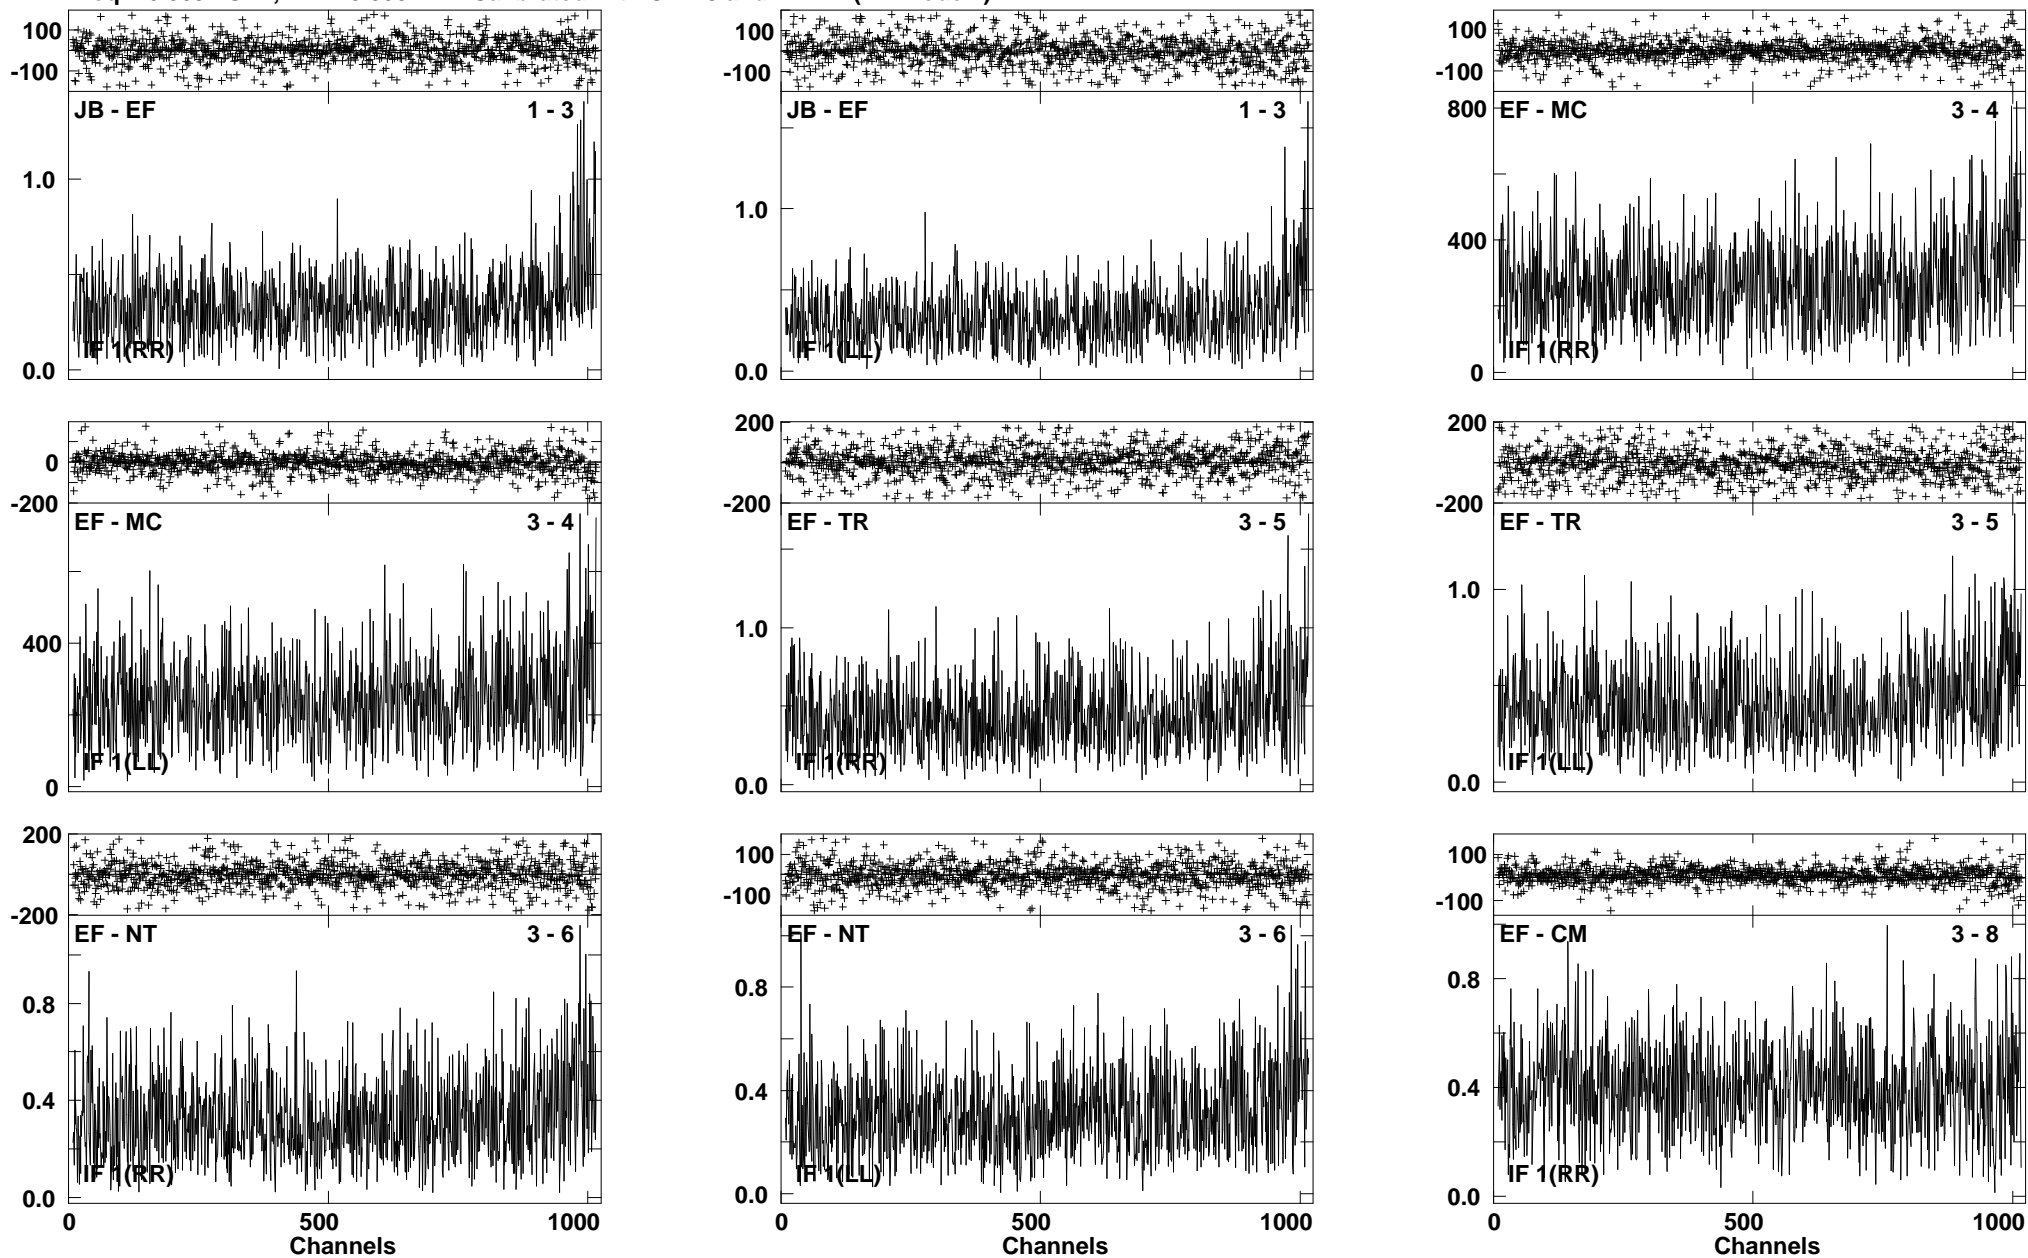 100
-100
JB - EF 1 - 3
1.0
IF 1(RR)
0.0
100
-100
JB - EF 1 - 3
1.0
IF 1(LL)
0.0
100
-100
800
EF - MC 3 - 4
400
IF 1(RR)
0
0
-200
EF - MC 3 - 4
400
IF 1(LL)
0
200
-200
EF - TR 3 - 5
1.0
IF 1(RR)
0.0
200
-200
EF - TR 3 - 5
1.0
IF 1(LL)
0.0
200
-200
EF - NT 3 - 6
0.8
0.4
IF 1(RR)
0.0
0 500 1000
Channels
100
-100
EF - NT 3 - 6
0.8
0.4
IF 1(LL)
0.0
0 500 1000
Channels
100
-100
EF - CM 3 - 8
0.8
0.4
IF 1(RR)
0.0
0 500 1000
Channels